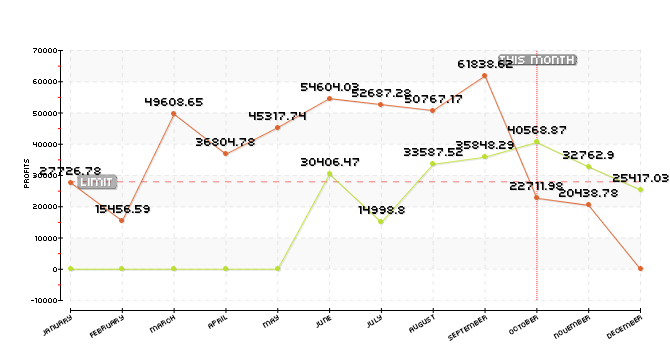 70000
60000
50000
40000
30000
20000
10000
0
-10000
PROFITS
THIS MONTH
LIMIT
27726.78
15456.59
49608.65
36804.78
45317.74
54604.03
52687.28
50767.17
61838.62
22711.98
20438.78
30406.47
14998.8
33587.52
35848.29
40568.87
32762.9
25417.03
JANUARY
FEBRUARY
MARCH
APRIL
MAY
JUNE
JULY
AUGUST
SEPTEMBER
OCTOBER
NOVEMBER
DECEMBER